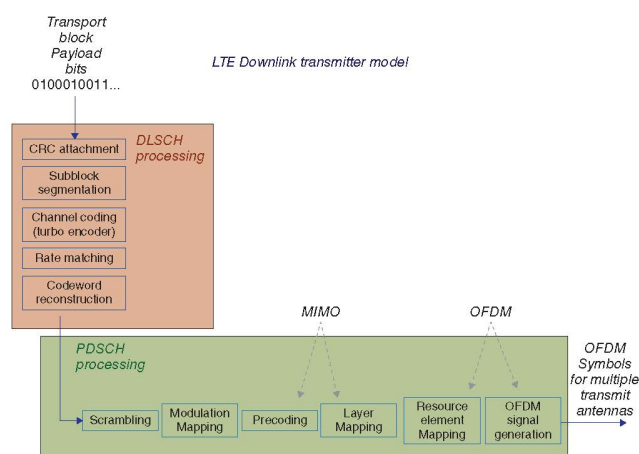 Transport
block
Payload
bits
0100010011...
LTE Downlink transmitter model
DLSCH
processing
CRC attachment
Subblock
segmentation
Channel coding
(turbo encoder)
Rate matching
Codeword
reconstruction
MIMO
OFDM
PDSCH
processing
OFDM
Symbols
for multiple
transmit
antennas
Scrambling
Modulation
Mapping
Precoding
Layer
Mapping
Resource
element
Mapping
OFDM
signal
generation